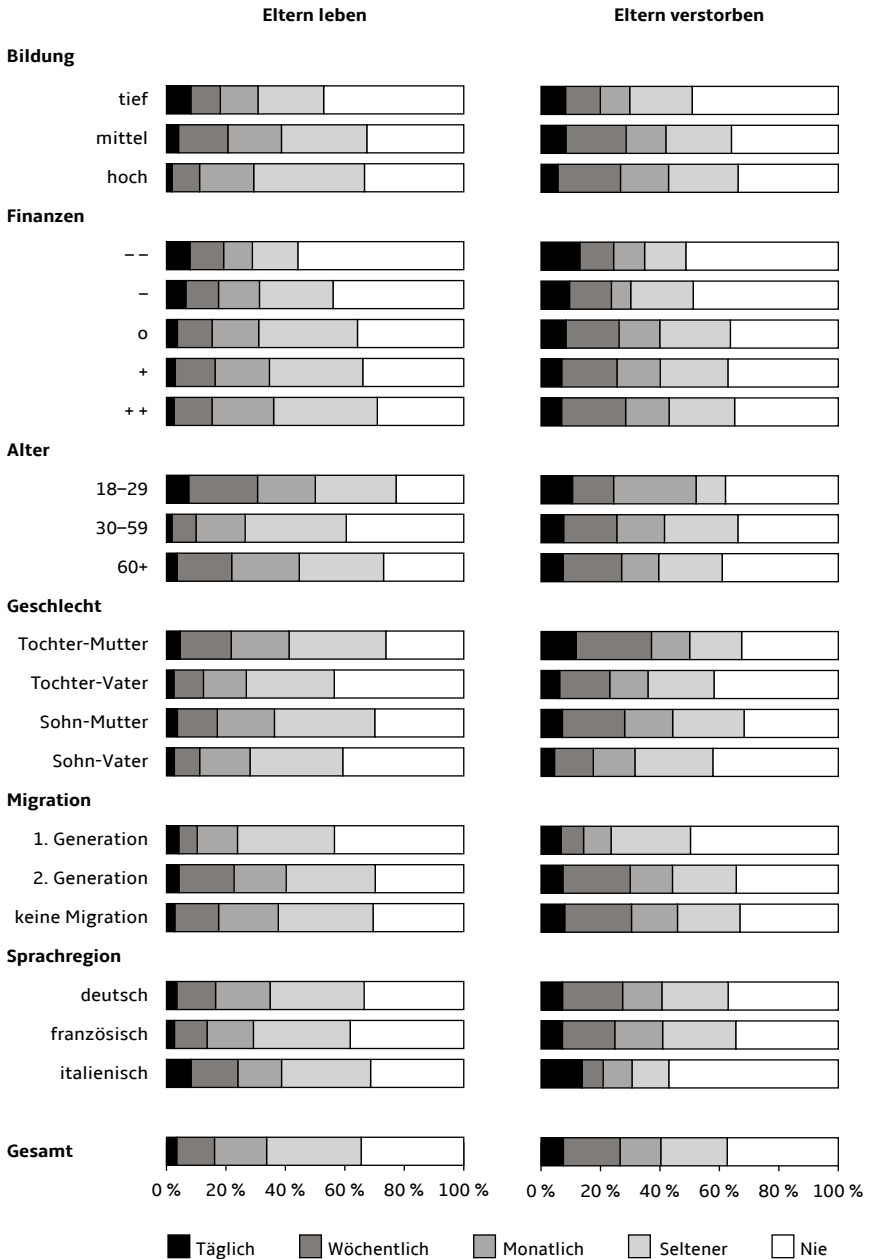 Eltern leben Eltern verstorben
Bildung
tief
mittel
hoch
Finanzen
– –
–
o
+
+ +
Alter
18–29
30–59
60+
Geschlecht
Tochter-Mutter
Tochter-Vater
Sohn-Mutter
Sohn-Vater
Migration
1. Generation
2. Generation
keine Migration
Sprachregion
deutsch
französisch
italienisch
Gesamt
0 % 20 % 40 % 60 % 80 % 100 % 0 % 20 % 40 % 60 % 80 % 100 %
Täglich Wöchentlich Monatlich Seltener Nie